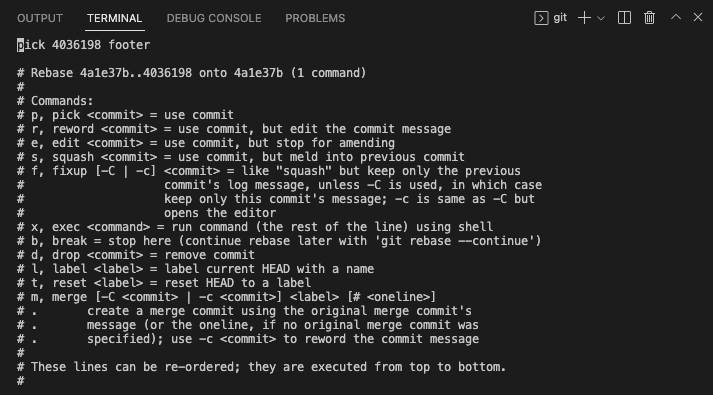 OUTPUT TERMINAL DEBUG CONSOLE PROBLEMS git
pick 4036198 footer
# Rebase 4a1e37b..4036198 onto 4a1e37b (1 command)
#
# Commands:
# p, pick <commit> = use commit
# r, reword <commit> = use commit, but edit the commit message
# e, edit <commit> = use commit, but stop for amending
# s, squash <commit> = use commit, but meld into previous commit
# f, fixup [-C | -c] <commit> = like "squash" but keep only the previous
#                    commit's log message, unless -C is used, in which case
#                    keep only this commit's message; -c is same as -C but
#                    opens the editor
# x, exec <command> = run command (the rest of the line) using shell
# b, break = stop here (continue rebase later with 'git rebase --continue')
# d, drop <commit> = remove commit
# l, label <label> = label current HEAD with a name
# t, reset <label> = reset HEAD to a label
# m, merge [-C <commit> | -c <commit>] <label> [# <oneline>]
# .       create a merge commit using the original merge commit's
# .       message (or the oneline, if no original merge commit was
# .       specified); use -c <commit> to reword the commit message
#
# These lines can be re-ordered; they are executed from top to bottom.
#